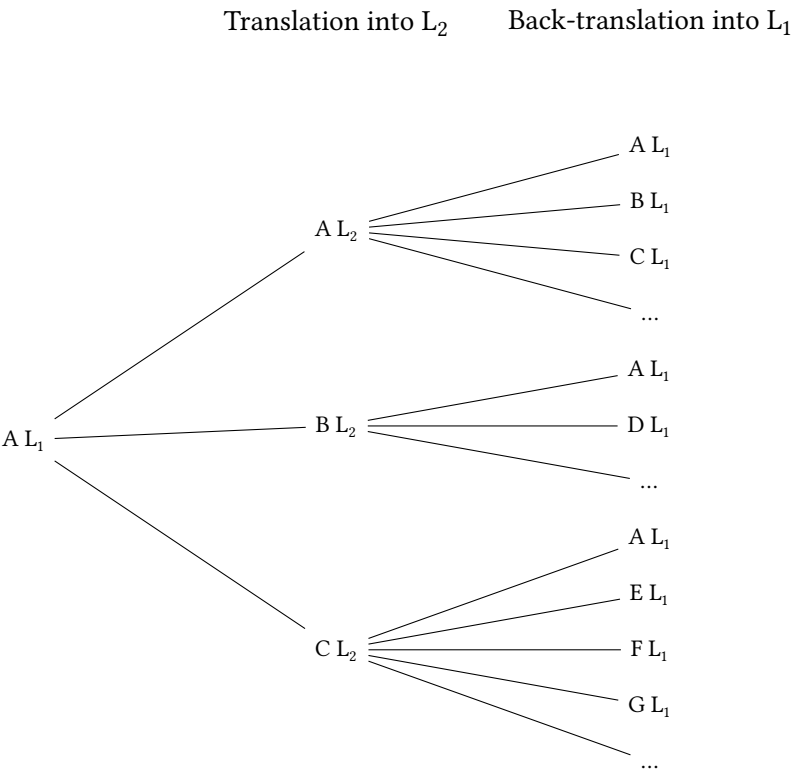 Translation into L₂ Back-translation into L₁
A L₁
A L₂
A L₁
B L₁
C L₁
...
B L₂
A L₁
D L₁
...
C L₂
A L₁
E L₁
F L₁
G L₁
...